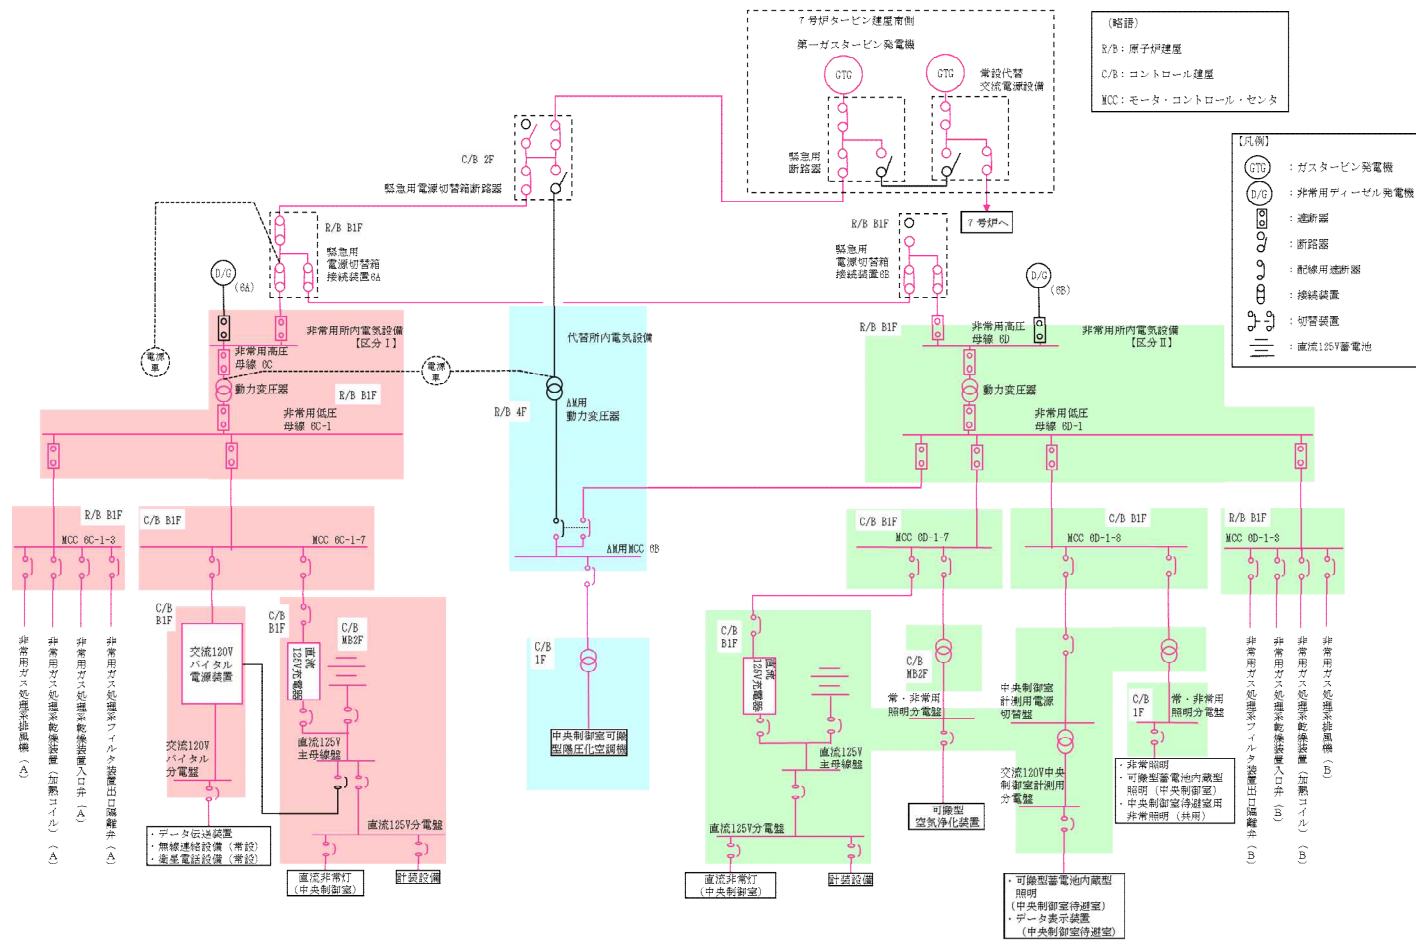 7号炉タービン建屋南側
第一ガスタービン発電機
GTG
GTG
常設代替
交流電源設備
緊急用
断路器
7号炉へ
(略語)
R/B:原子炉建屋
C/B:コントロール建屋
MCC:モータ・コントロール・センタ
【凡例】
GTG
:ガスタービン発電機
D/G
:非常用ディーゼル発電機
:遮断器
:断路器
:配線用遮断器
:接続装置
:切替装置
:直流125V蓄電池
C/B 2F
緊急用電源切替箱断路器
R/B B1F
緊急用
電源切替箱
接続装置6A
R/B B1F
緊急用
電源切替箱
接続装置6B
D/G
(6A)
D/G
(6B)
電源
車
電源
車
非常用所内電気設備
【区分Ⅰ】
非常用高圧
母線 6C
動力変圧器
R/B B1F
非常用低圧
母線 6C-1
代替所内電気設備
R/B 4F
AM用
動力変圧器
AM用MCC 6B
R/B B1F
非常用高圧
母線 6D
非常用所内電気設備
【区分Ⅱ】
動力変圧器
非常用低圧
母線 6D-1
R/B B1F
MCC 6C-1-3
C/B B1F
MCC 6C-1-7
C/B B1F
MCC 6D-1-7
C/B B1F
MCC 6D-1-8
R/B B1F
MCC 6D-1-3
非常用ガス処理系排風機(A)
非常用ガス処理系乾燥装置(加熱コイル)(A)
非常用ガス処理系乾燥装置入口弁(A)
非常用ガス処理系フィルタ装置出口隔離弁(A)
C/B
B1F
交流120V
バイタル
電源装置
交流120V
バイタル
分電盤
・データ伝送装置
・無線連絡設備(常設)
・衛星電話設備(常設)
C/B
B1F
直流
125V充電器
C/B
MB2F
直流125V
主母線盤
直流125V分電盤
直流非常灯
(中央制御室)
計装設備
C/B
1F
中央制御室可搬
型陽圧化空調機
C/B
B1F
直流
125V充電器
直流125V
主母線盤
直流125V分電盤
直流非常灯
(中央制御室)
計装設備
C/B
MB2F
常・非常用
照明分電盤
可搬型
空気浄化装置
中央制御室
計測用電源
切替盤
交流120V中央
制御室計測用
分電盤
・可搬型蓄電池内蔵型
照明
(中央制御室待避室)
・データ表示装置
(中央制御室待避室)
C/B
1F
常・非常用
照明分電盤
・非常照明
・可搬型蓄電池内蔵型
照明(中央制御室)
・中央制御室待避室用
非常照明(共用)
非常用ガス処理系フィルタ装置出口隔離弁(B)
非常用ガス処理系乾燥装置入口弁(B)
非常用ガス処理系乾燥装置(加熱コイル)(B)
非常用ガス処理系排風機(B)